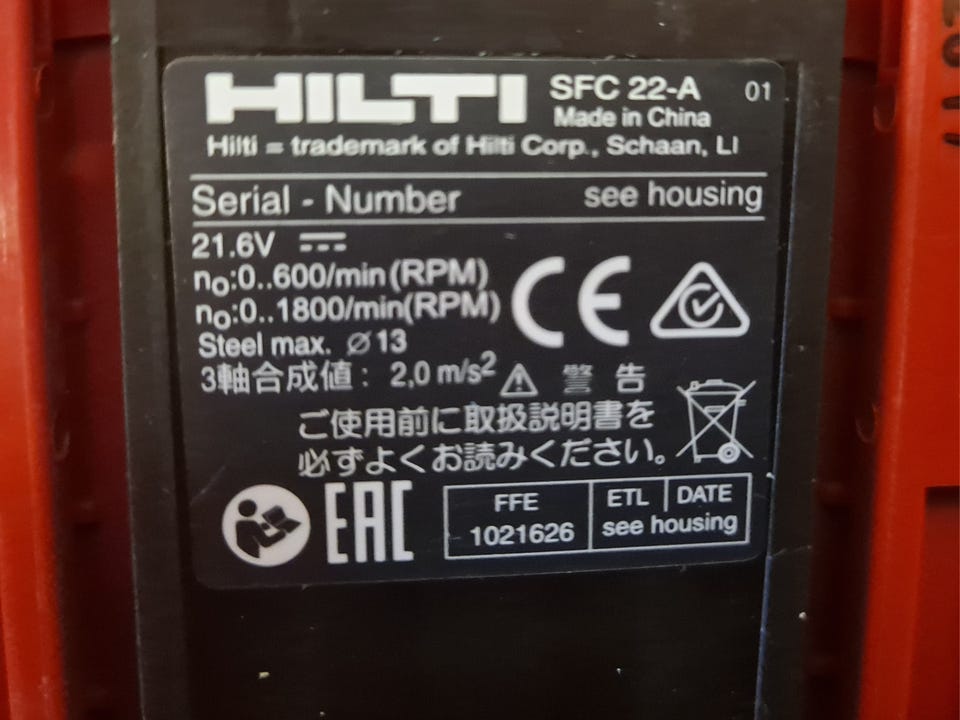 HILTI SFC 22-A 01
Made in China
Hilti = trademark of Hilti Corp., Schaan, LI
Serial - Number see housing
21.6V
no:0..600/min(RPM)
no:0..1800/min(RPM)
Steel max. ⌀13
3軸合成値: 2,0 m/s²
警 告
ご使用前に取扱説明書を
必ずよくお読みください。
CE
EAC
FFE ETL DATE
1021626 see housing